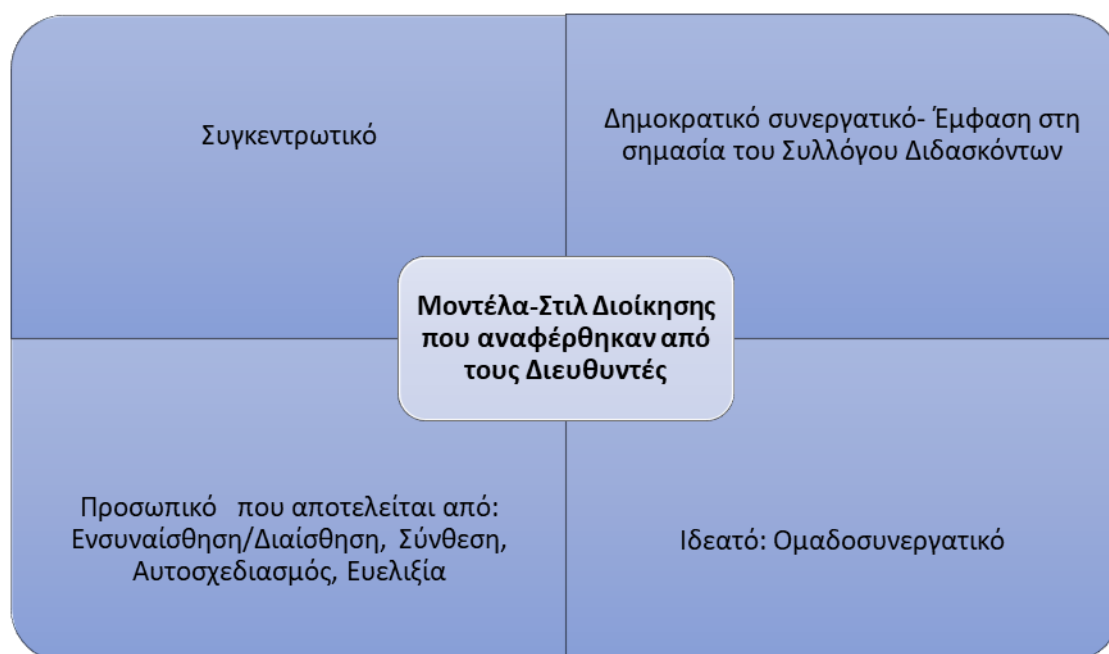 Συγκεντρωτικό
Δημοκρατικό συνεργατικό- Έμφαση στη
σημασία του Συλλόγου Διδασκόντων
Μοντέλα-Στιλ Διοίκησης
που αναφέρθηκαν από
τους Διευθυντές
Προσωπικό που αποτελείται από:
Ενσυναίσθηση/Διαίσθηση, Σύνθεση,
Αυτοσχεδιασμός, Ευελιξία
Ιδεατό: Ομαδοσυνεργατικό